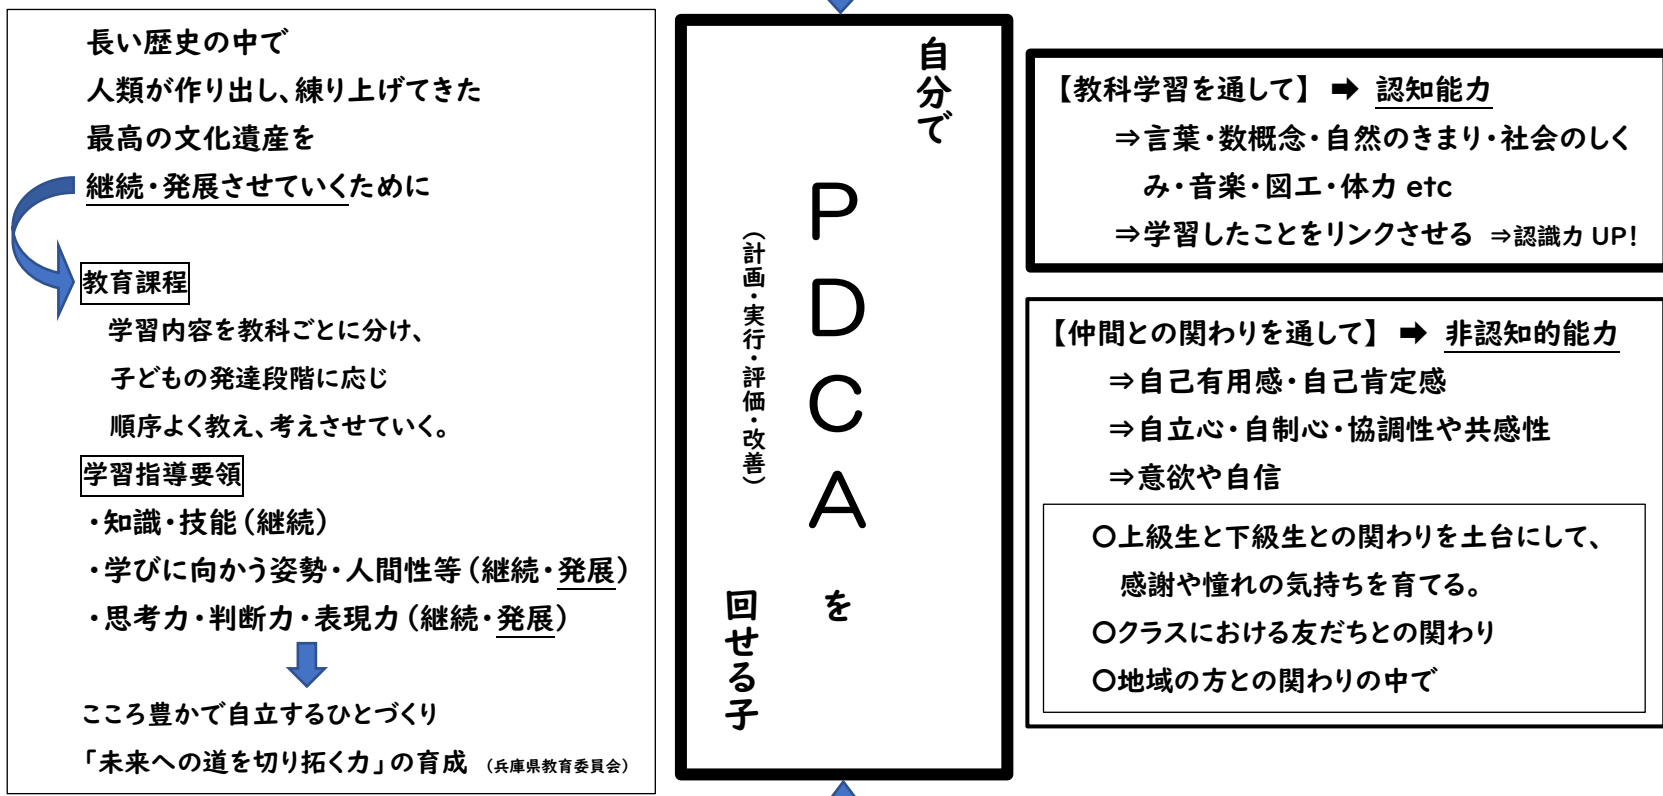 長い歴史の中で
人類が作り出し、練り上げてきた
最高の文化遺産を
継続・発展させていくために
教育課程
学習内容を教科ごとに分け、
子どもの発達段階に応じ
順序よく教え、考えさせていく。
学習指導要領
・知識・技能（継続）
・学びに向かう姿勢・人間性等（継続・発展）
・思考力・判断力・表現力（継続・発展）
こころ豊かで自立するひとづくり
「未来への道を切り拓く力」の育成 （兵庫県教育委員会）
自分で
PDCAを
（計画・実行・評価・改善）
回せる子
【教科学習を通して】 ➡ 認知能力
⇒言葉・数概念・自然のきまり・社会のしく
み・音楽・図工・体力 etc
⇒学習したことをリンクさせる ⇒認識力 UP！
【仲間との関わりを通して】 ➡ 非認知的能力
⇒自己有用感・自己肯定感
⇒自立心・自制心・協調性や共感性
⇒意欲や自信
〇上級生と下級生との関わりを土台にして、
感謝や憧れの気持ちを育てる。
〇クラスにおける友だちとの関わり
〇地域の方との関わりの中で